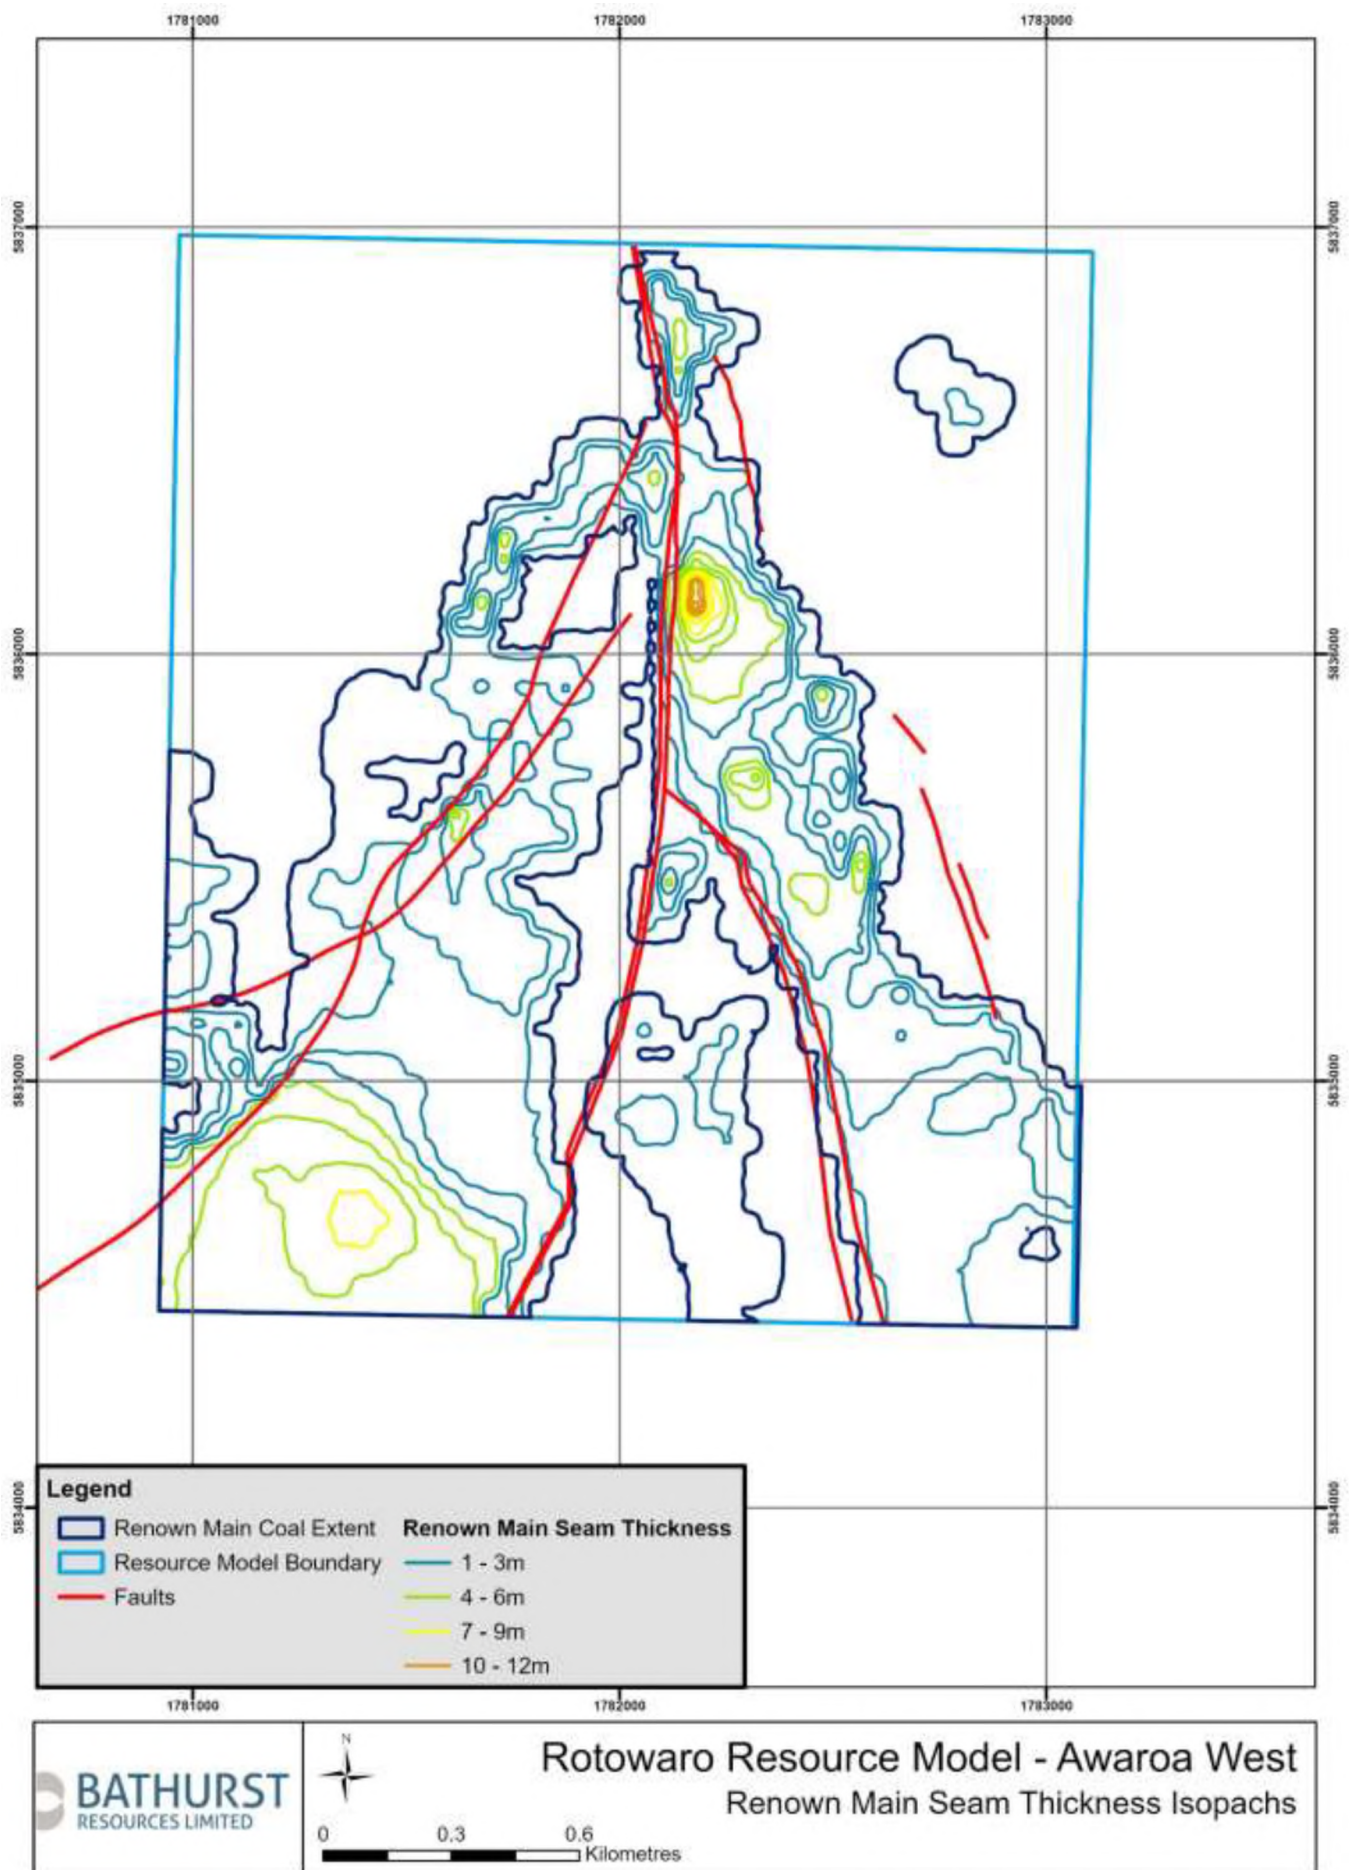 1781000 1782000 1783000
5837000 5837000
5836000 5836000
5835000 5835000
5834000 5834000
Legend
Renown Main Coal Extent
Resource Model Boundary
Faults
Renown Main Seam Thickness
1 - 3m
4 - 6m
7 - 9m
10 - 12m
1781000 1782000 1783000
BATHURST
RESOURCES LIMITED
N
0 0.3 0.6
Kilometres
Rotowaro Resource Model - Awaroa West
Renown Main Seam Thickness Isopachs